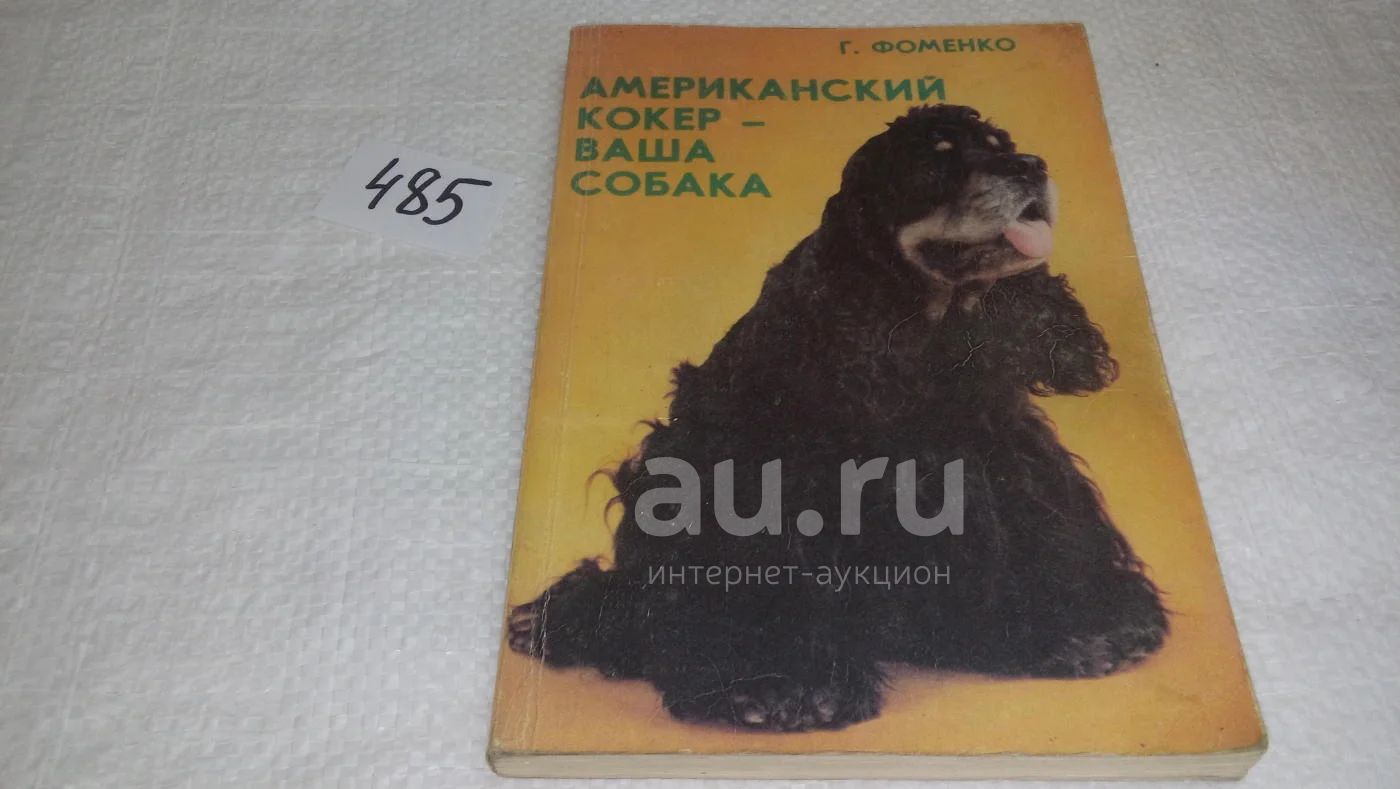 485
Г. ФОМЕНКО
АМЕРИКАНСКИЙ
КОКЕР –
ВАША
СОБАКА
au.ru
интернет-аукцион